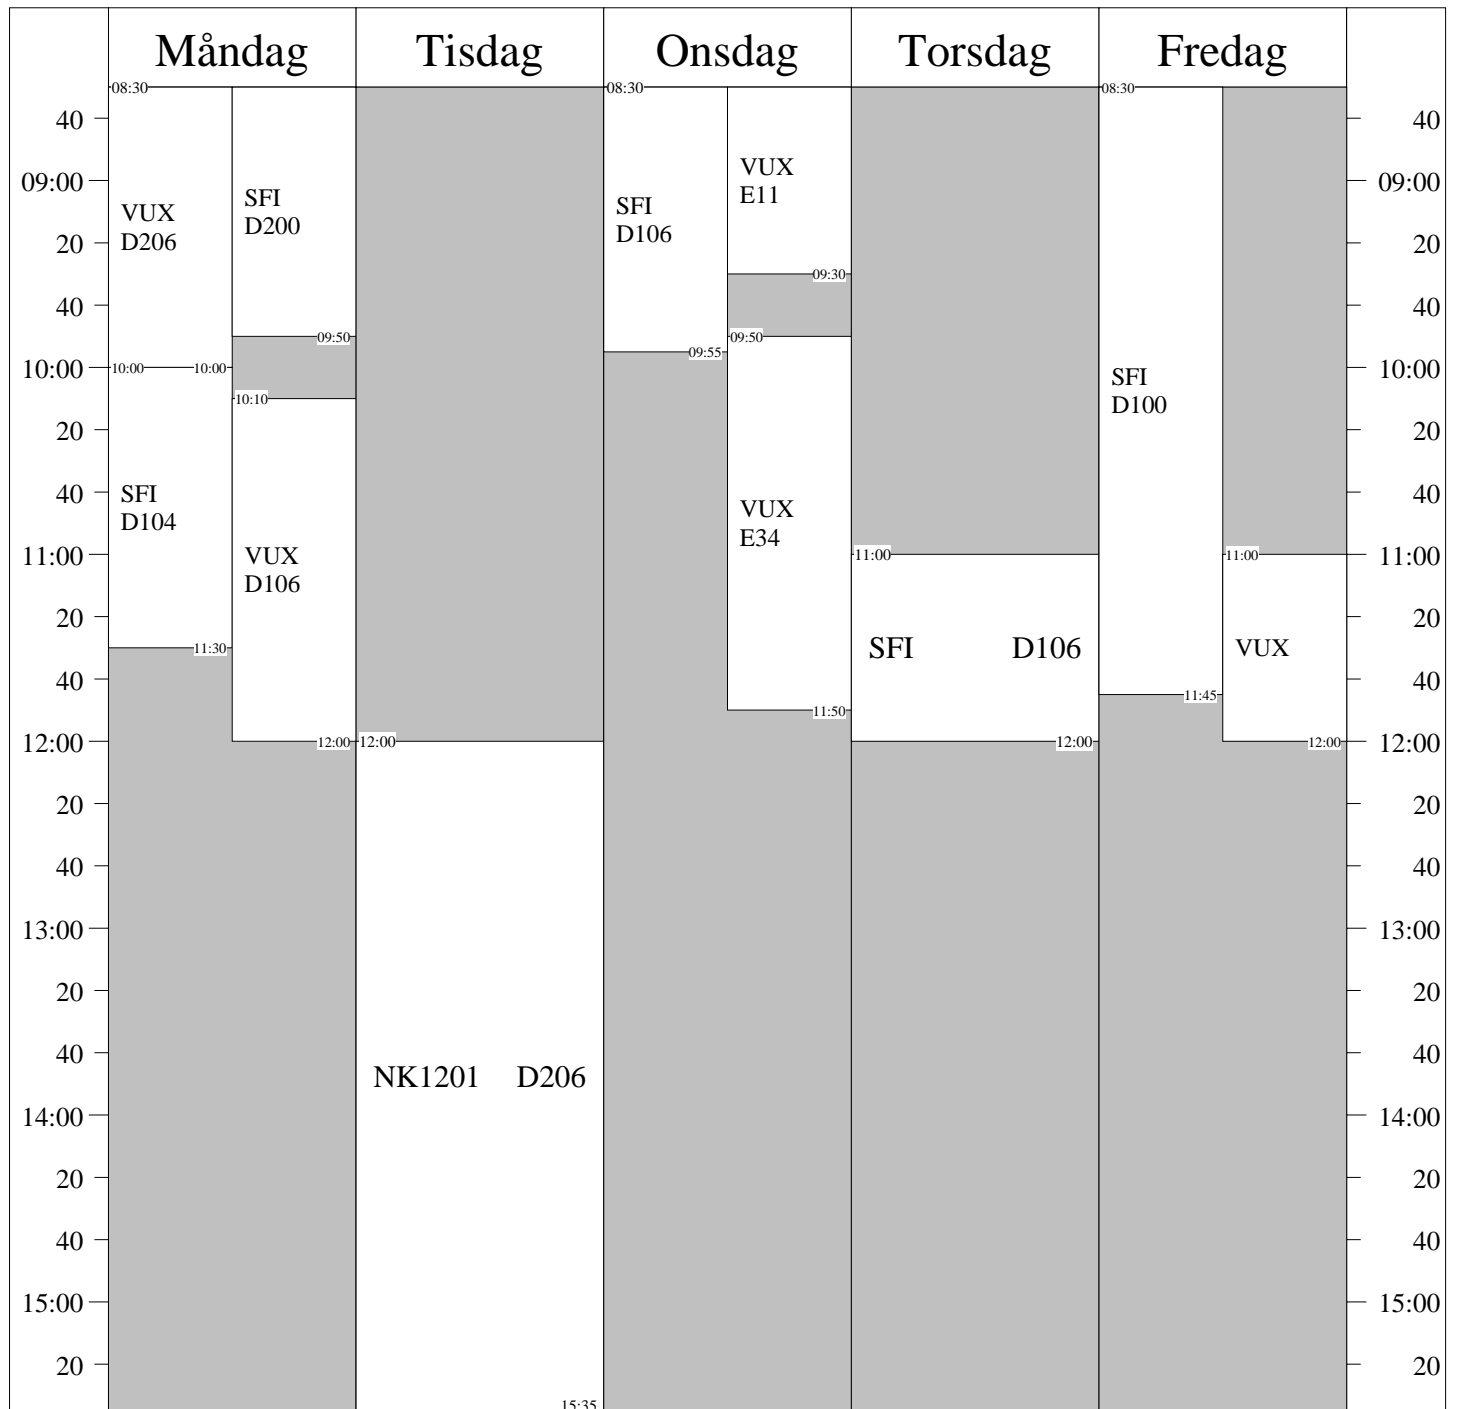 Måndag Tisdag Onsdag Torsdag Fredag
08:30 08:30 08:30
40 40
VUX
E11
09:00 09:00
SFI
D200
SFI
D106
VUX
D206
20 20
09:30
40 40
09:50 09:50
09:55
10:00 10:00 10:00 10:00
SFI
D100
10:10
20 20
40 40
SFI
D104
VUX
E34
11:00 11:00 11:00 11:00
VUX
D106
20 20
11:30 SFI D106 VUX
40 40
11:45
11:50
12:00 12:00 12:00 12:00 12:00 12:00
20 20
40 40
13:00 13:00
20 20
40 40
NK1201 D206
14:00 14:00
20 20
40 40
15:00 15:00
20 20
15:35